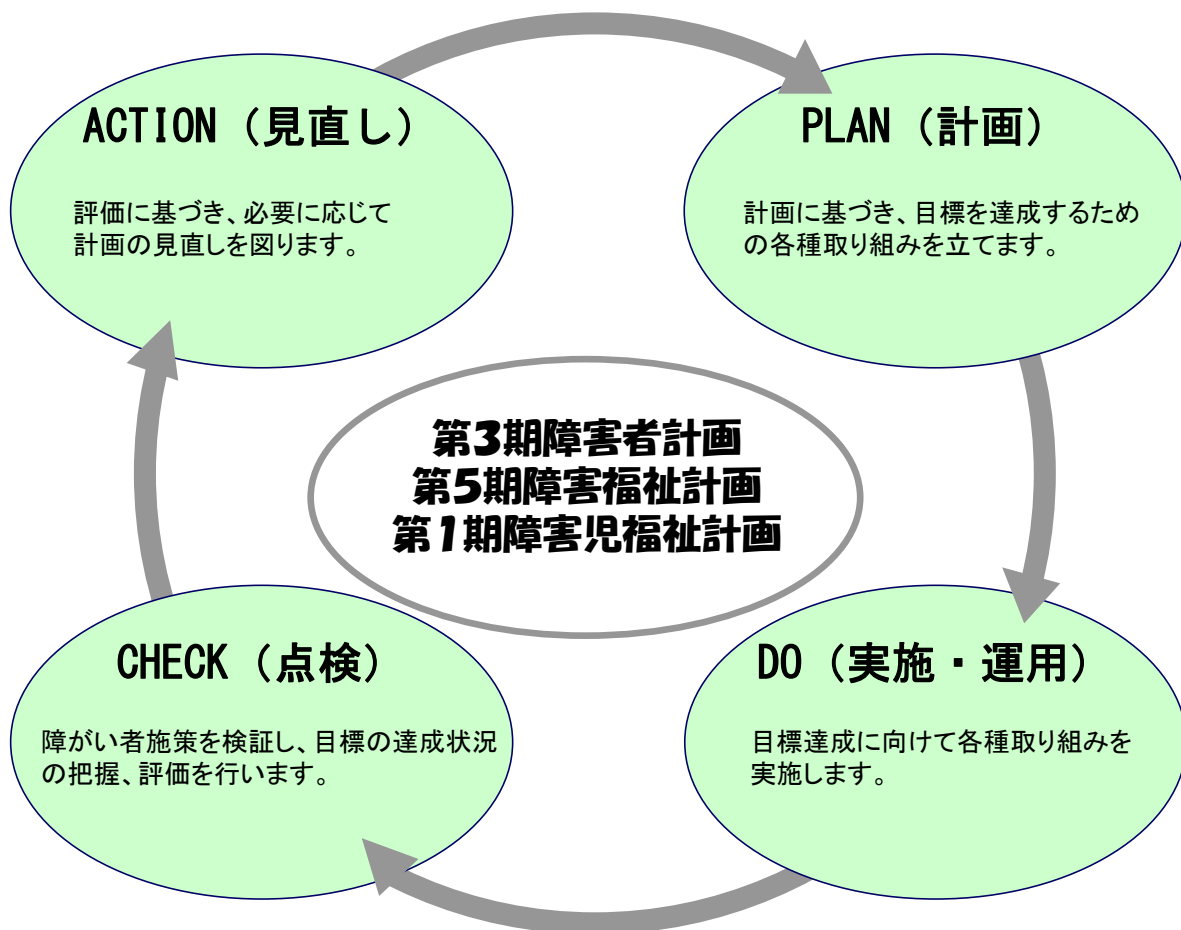 ACTION（見直し）
評価に基づき、必要に応じて
計画の見直しを図ります。
PLAN（計画）
計画に基づき、目標を達成するため
の各種取り組みを立てます。
第3期障害者計画
第5期障害福祉計画
第1期障害児福祉計画
CHECK（点検）
障がい者施策を検証し、目標の達成状況
の把握、評価を行います。
DO（実施・運用）
目標達成に向けて各種取り組みを
実施します。